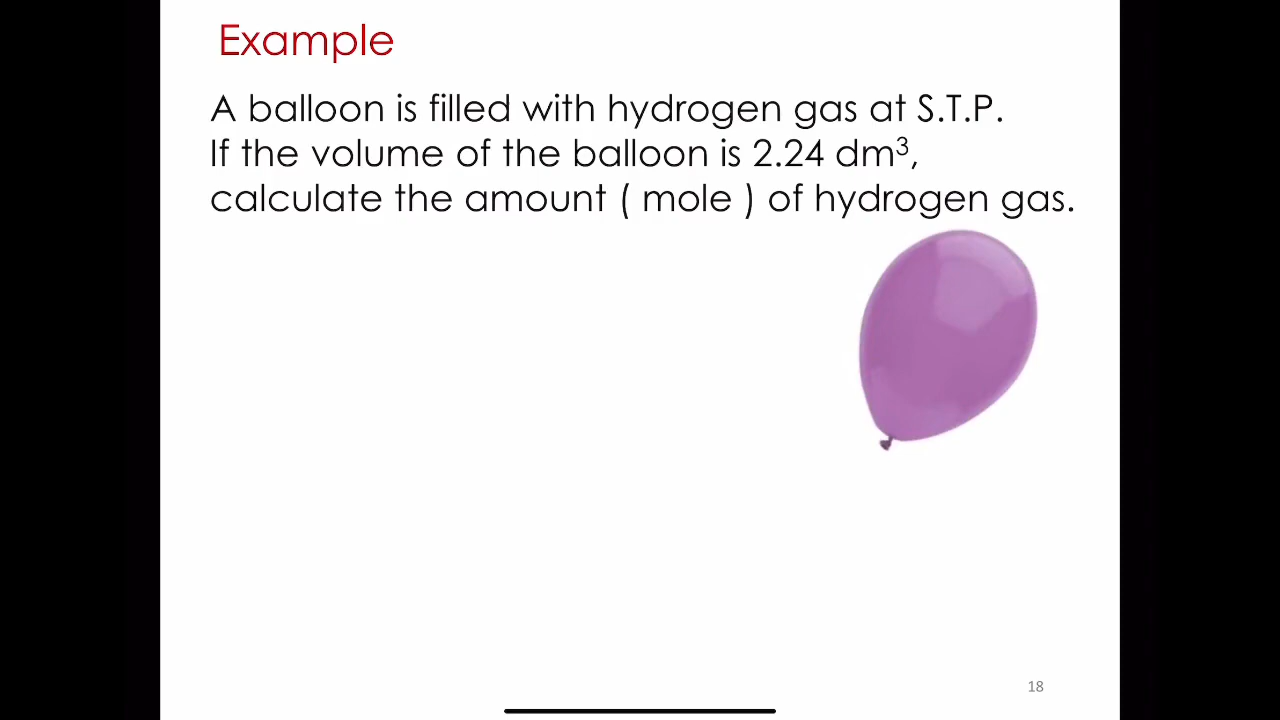 Example
A balloon is filled with hydrogen gas at S.T.P.
If the volume of the balloon is 2.24 dm³,
calculate the amount ( mole ) of hydrogen gas.
18